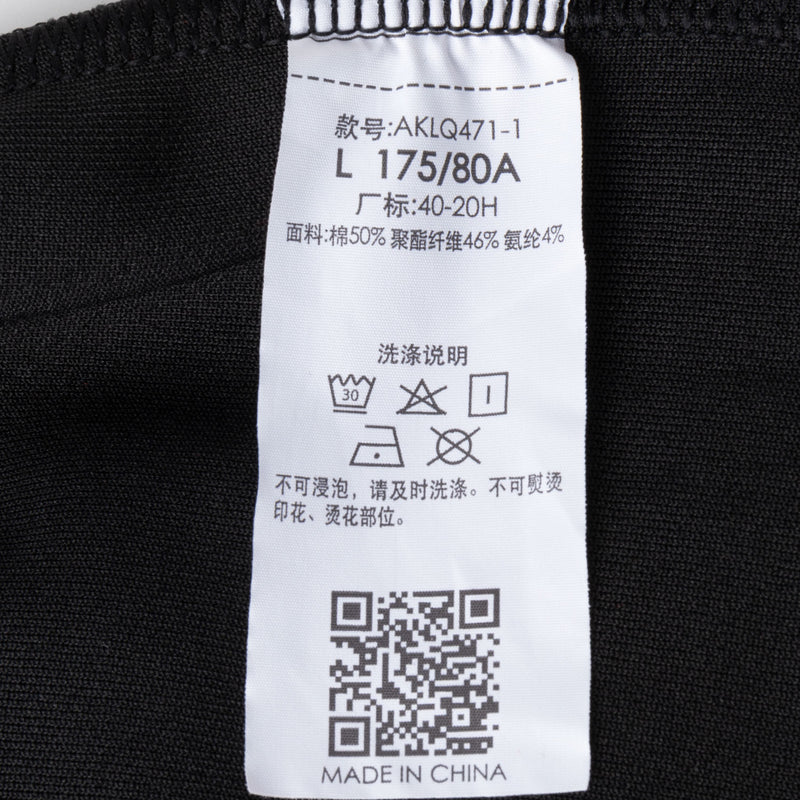 款号:AKLQ471-1
L 175/80A
厂标:40-20H
面料:棉50% 聚酯纤维46% 氨纶4%
洗涤说明
30
不可浸泡，请及时洗涤。不可熨烫
印花、烫花部位。
MADE IN CHINA